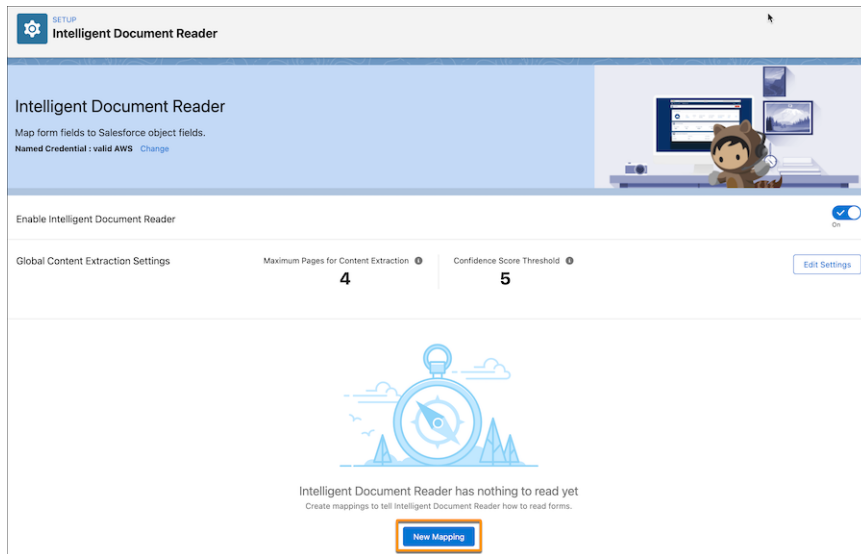 SETUP
Intelligent Document Reader
Intelligent Document Reader
Map form fields to Salesforce object fields.
Named Credential : valid AWS Change
Enable Intelligent Document Reader
On
Global Content Extraction Settings
Maximum Pages for Content Extraction
4
Confidence Score Threshold
5
Edit Settings
Intelligent Document Reader has nothing to read yet
Create mappings to tell Intelligent Document Reader how to read forms.
New Mapping